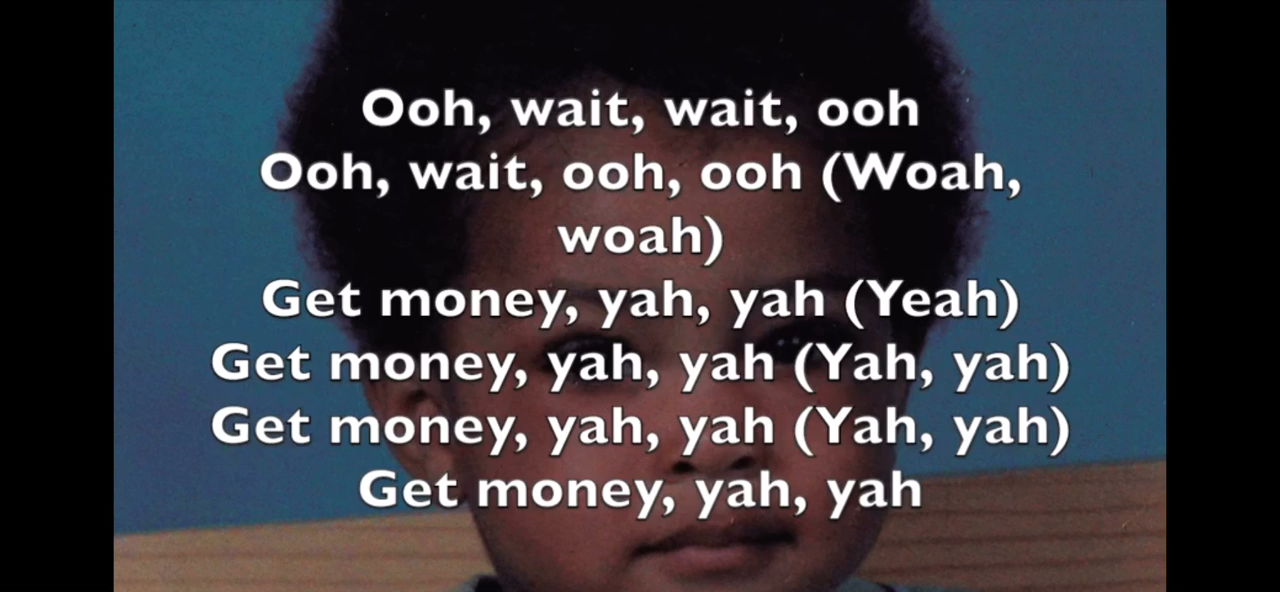 Ooh, wait, wait, ooh
Ooh, wait, ooh, ooh (Woah,
woah)
Get money, yah, yah (Yeah)
Get money, yah, yah (Yah, yah)
Get money, yah, yah (Yah, yah)
Get money, yah, yah